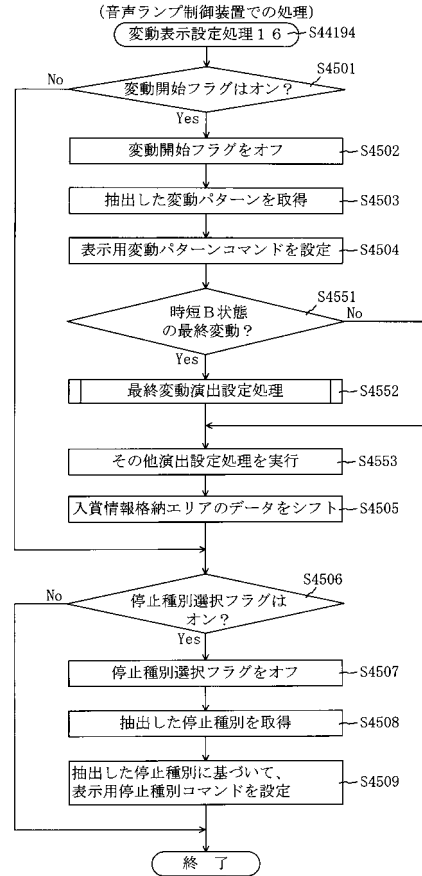 (音声ランプ制御装置での処理)
変動表示設定処理16
S44194
S4501
No
変動開始フラグはオン？
Yes
変動開始フラグをオフ
S4502
抽出した変動パターンを取得
S4503
表示用変動パターンコマンドを設定
S4504
S4551
時短B状態
の最終変動？
No
Yes
最終変動演出設定処理
S4552
その他演出設定処理を実行
S4553
入賞情報格納エリアのデータをシフト
S4505
S4506
No
停止種別選択フラグは
オン？
Yes
停止種別選択フラグをオフ
S4507
抽出した停止種別を取得
S4508
抽出した停止種別に基づいて、
表示用停止種別コマンドを設定
S4509
終 了